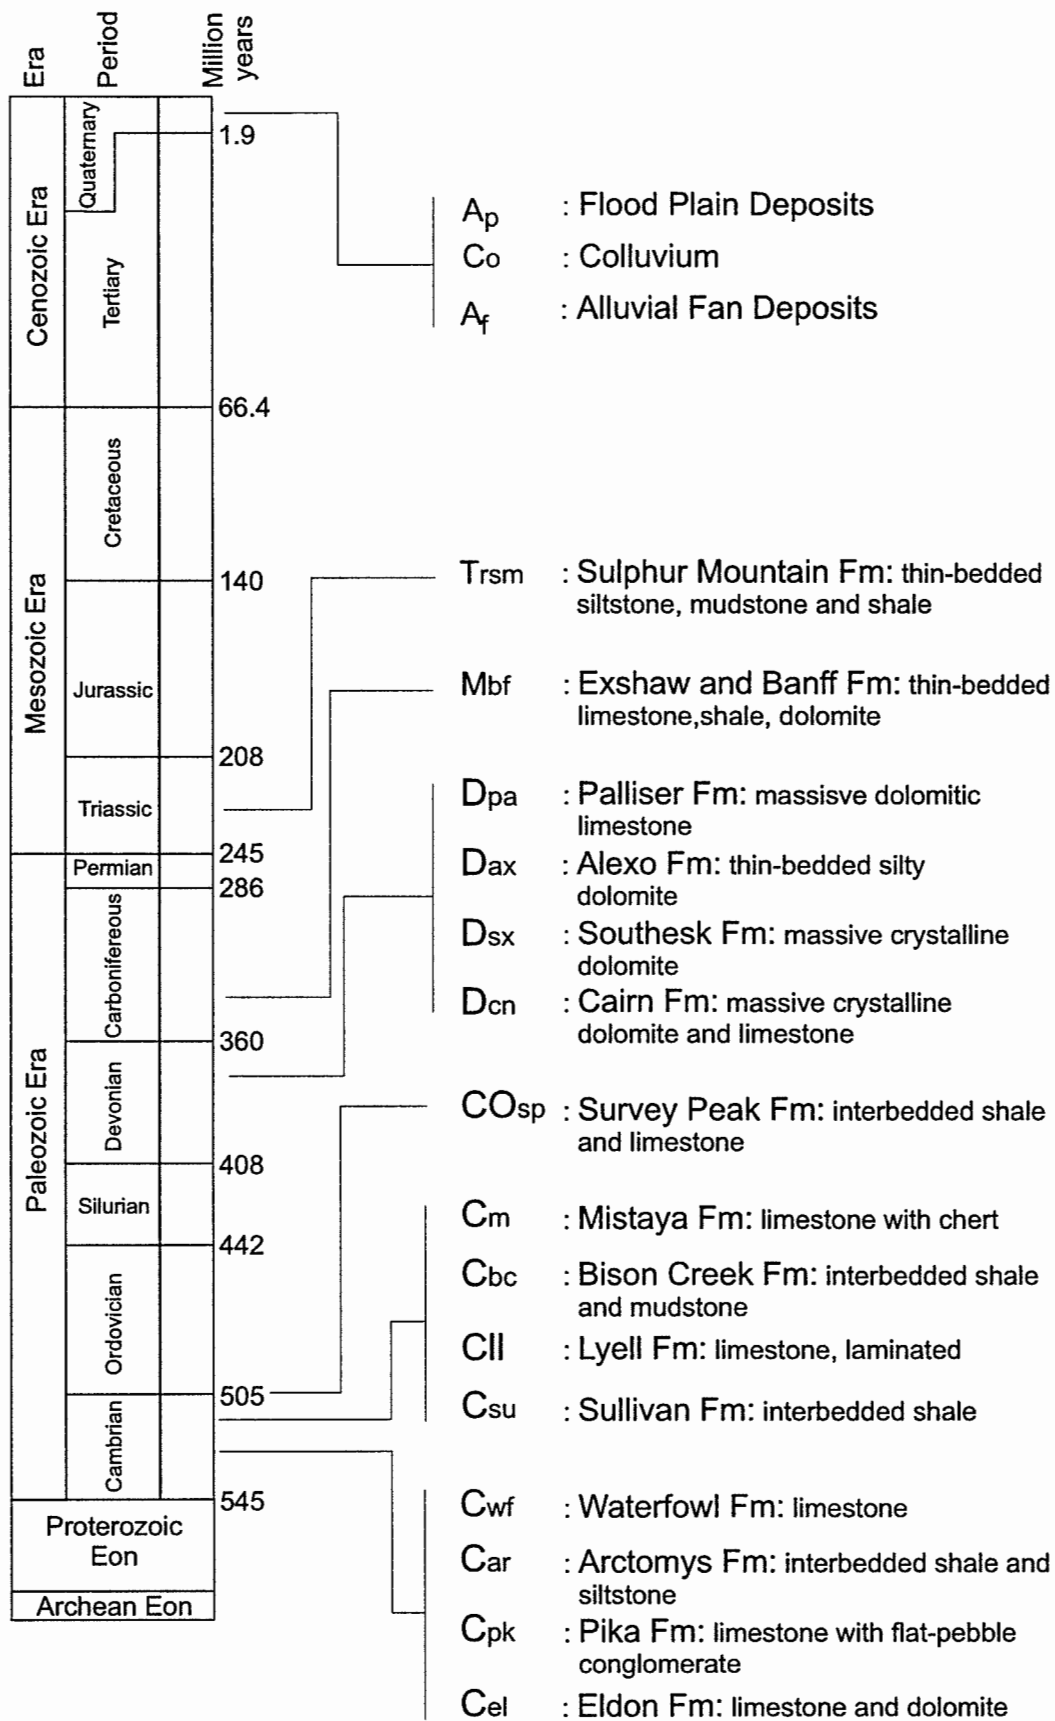 Era
Period
Million
years
Cenozoic Era
Quaternary
Tertiary
1.9
66.4
Mesozoic Era
Cretaceous
140
Jurassic
208
Triassic
245
Paleozoic Era
Permian
286
Carbonifereous
360
Devonian
408
Silurian
442
Ordovician
505
Cambrian
545
Proterozoic
Eon
Archean Eon
Ap : Flood Plain Deposits
Co : Colluvium
Af : Alluvial Fan Deposits
Trsm : Sulphur Mountain Fm: thin-bedded
siltstone, mudstone and shale
Mbf : Exshaw and Banff Fm: thin-bedded
limestone,shale, dolomite
Dpa : Palliser Fm: massisve dolomitic
limestone
Dax : Alexo Fm: thin-bedded silty
dolomite
Dsx : Southesk Fm: massive crystalline
dolomite
Dcn : Cairn Fm: massive crystalline
dolomite and limestone
COsp : Survey Peak Fm: interbedded shale
and limestone
Cm : Mistaya Fm: limestone with chert
Cbc : Bison Creek Fm: interbedded shale
and mudstone
Cll : Lyell Fm: limestone, laminated
Csu : Sullivan Fm: interbedded shale
Cwf : Waterfowl Fm: limestone
Car : Arctomys Fm: interbedded shale and
siltstone
Cpk : Pika Fm: limestone with flat-pebble
conglomerate
Cel : Eldon Fm: limestone and dolomite